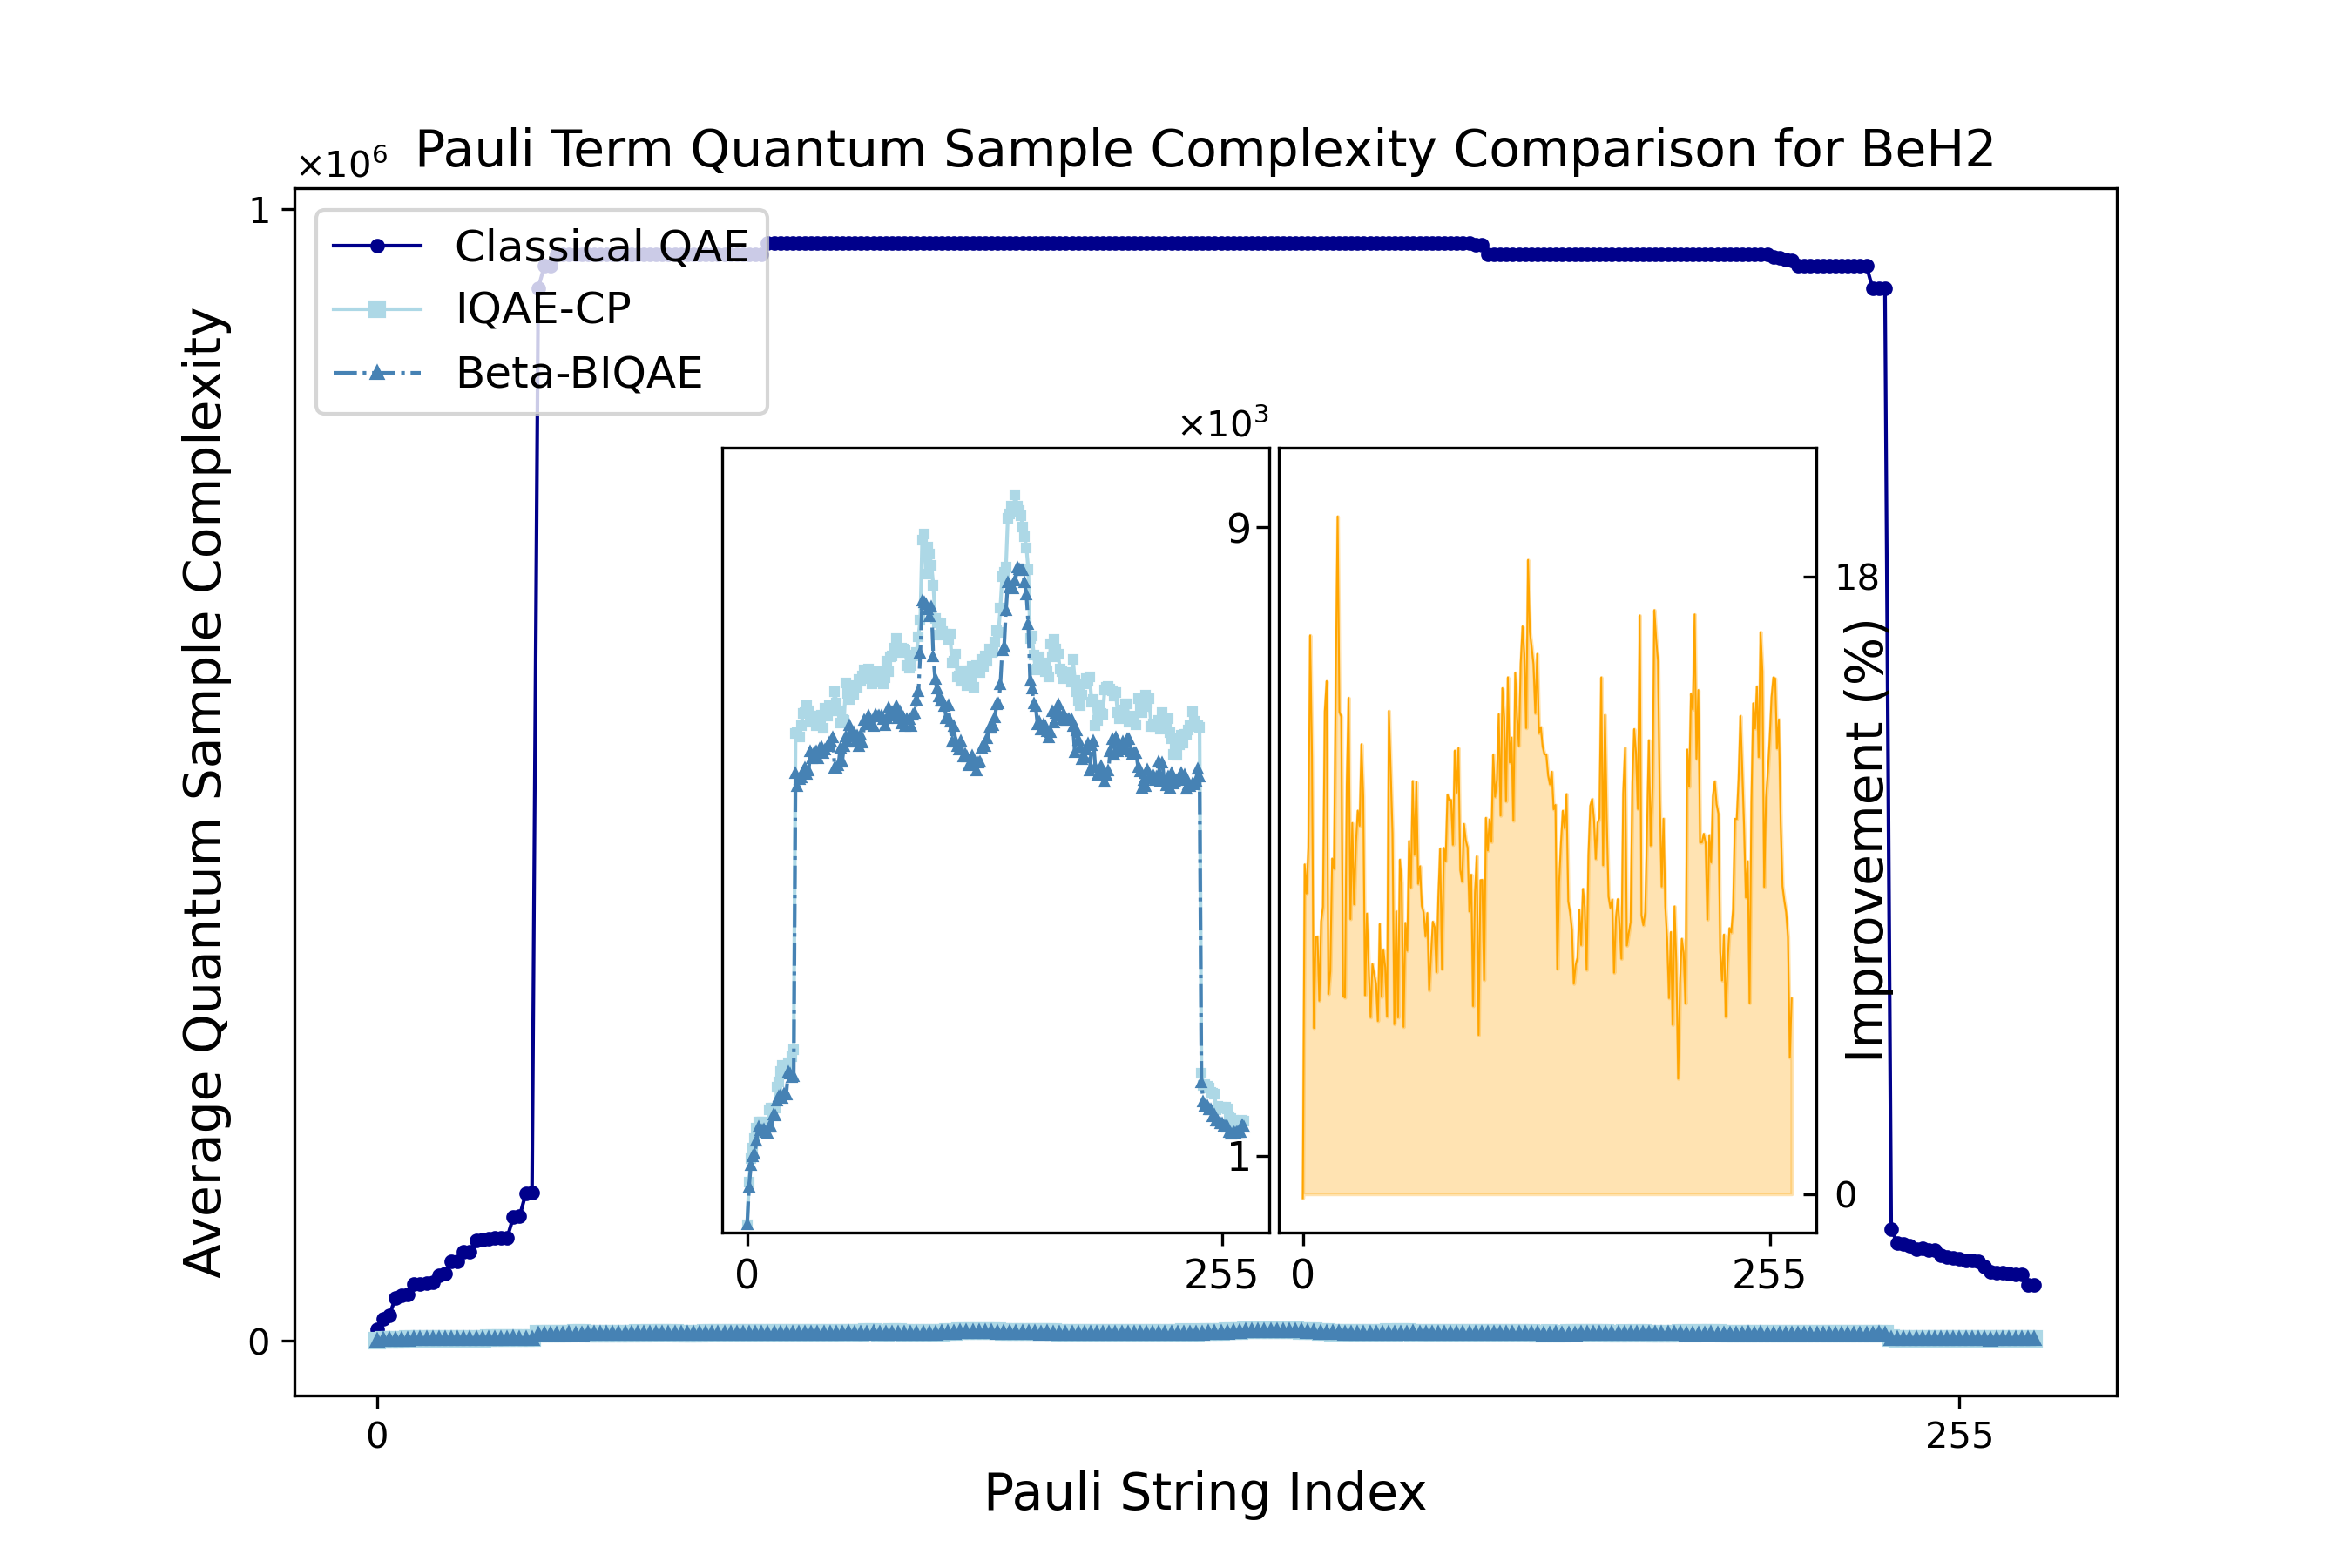 Pauli Term Quantum Sample Complexity Comparison for BeH2
×10⁶
1
0
Average Quantum Sample Complexity
Classical QAE
IQAE-CP
Beta-BIQAE
×10³
9
1
0
255
18
0
Improvement (%)
0
255
0
255
Pauli String Index